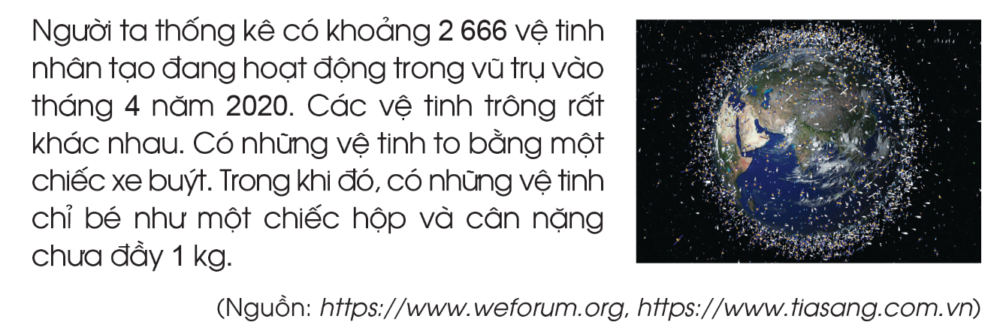 Người ta thống kê có khoảng 2 666 vệ tinh
nhân tạo đang hoạt động trong vũ trụ vào
tháng 4 năm 2020. Các vệ tinh trông rất
khác nhau. Có những vệ tinh to bằng một
chiếc xe buýt. Trong khi đó, có những vệ tinh
chỉ bé như một chiếc hộp và cân nặng
chưa đầy 1 kg.
(Nguồn: https://www.weforum.org, https://www.tiasang.com.vn)